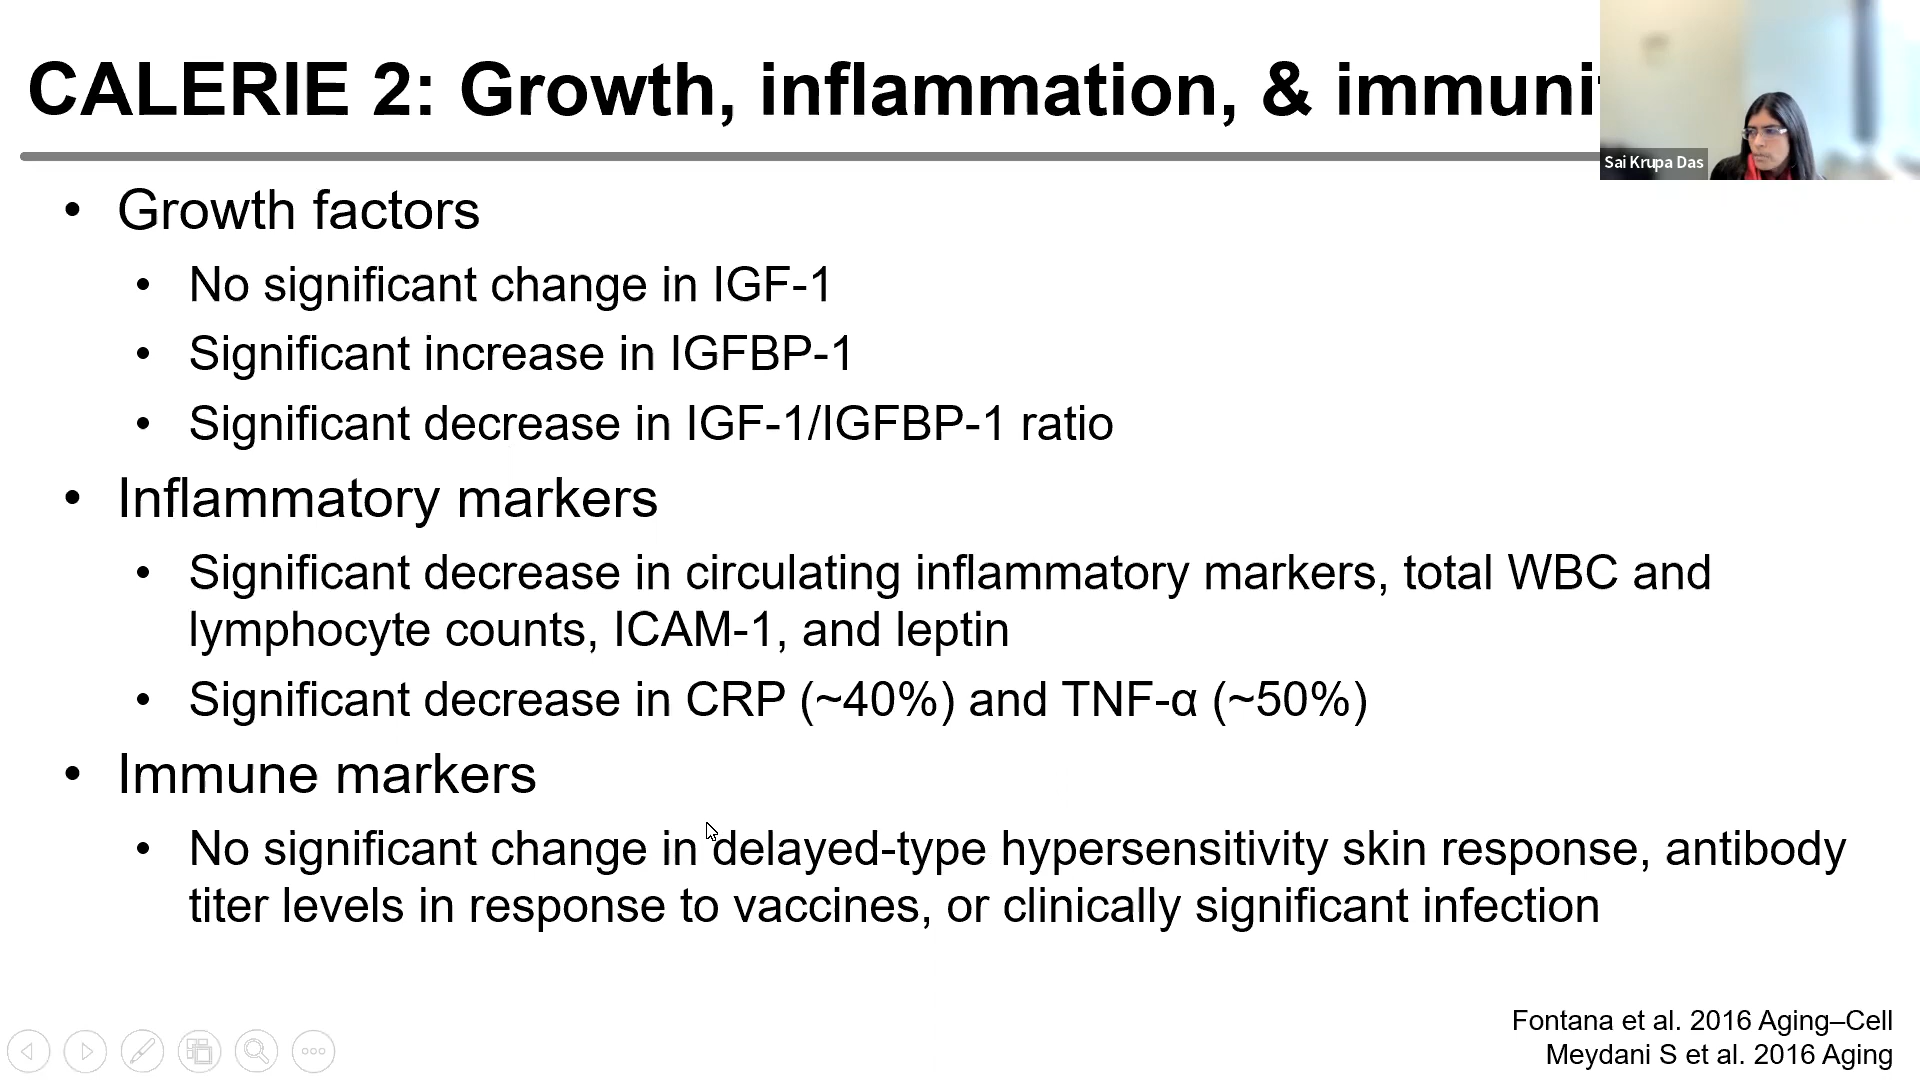 CALERIE 2: Growth, inflammation, & immuni
Sai Krupa Das
• Growth factors
• No significant change in IGF-1
• Significant increase in IGFBP-1
• Significant decrease in IGF-1/IGFBP-1 ratio
• Inflammatory markers
• Significant decrease in circulating inflammatory markers, total WBC and
lymphocyte counts, ICAM-1, and leptin
• Significant decrease in CRP (~40%) and TNF-α (~50%)
• Immune markers
• No significant change in delayed-type hypersensitivity skin response, antibody
titer levels in response to vaccines, or clinically significant infection
Fontana et al. 2016 Aging–Cell
Meydani S et al. 2016 Aging